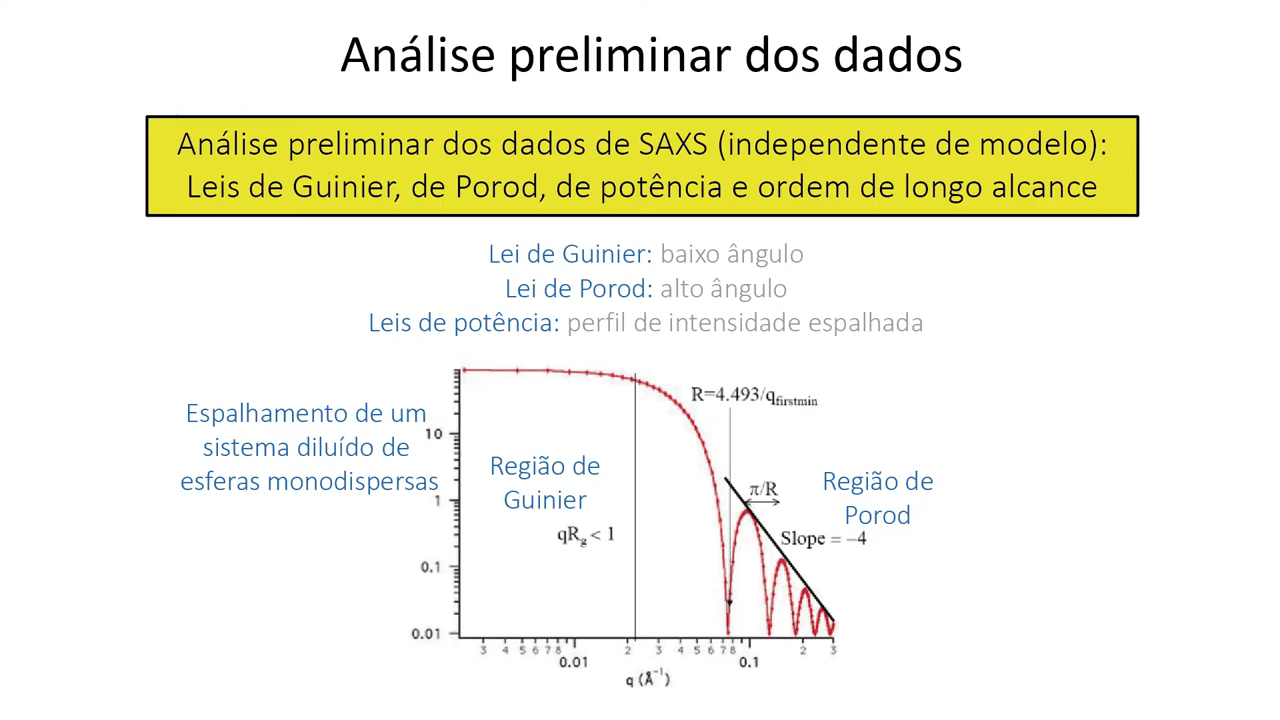 Análise preliminar dos dados
Análise preliminar dos dados de SAXS (independente de modelo):
Leis de Guinier, de Porod, de potência e ordem de longo alcance
Lei de Guinier: baixo ângulo
Lei de Porod: alto ângulo
Leis de potência: perfil de intensidade espalhada
Espalhamento de um
sistema diluído de
esferas monodispersas
10
1
0.1
0.01
Região de
Guinier
qRg < 1
R=4.493/qfirstmin
π/R
Slope = −4
Região de
Porod
3 4 5 6 7 8 2 3 4 5 6 7 8 2 3
0.01 0.1
q (Å⁻¹)